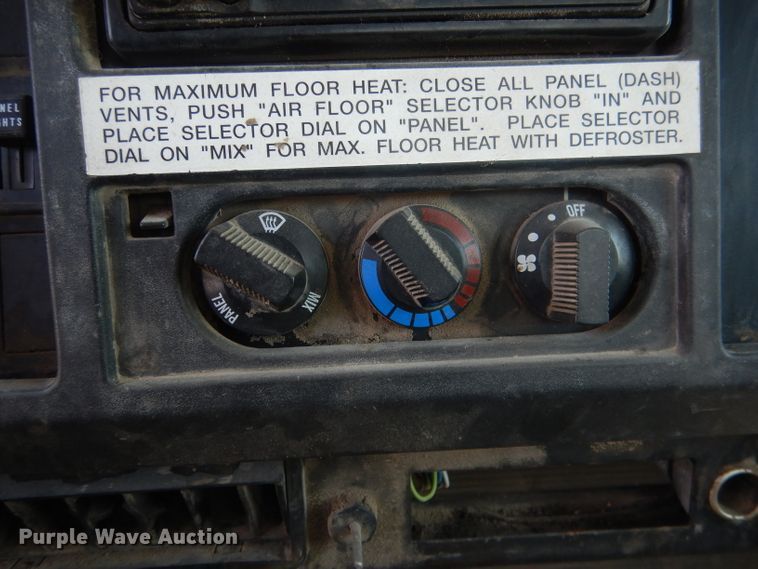 FOR MAXIMUM FLOOR HEAT: CLOSE ALL PANEL (DASH)
VENTS, PUSH "AIR FLOOR" SELECTOR KNOB "IN" AND
PLACE SELECTOR DIAL ON "PANEL". PLACE SELECTOR
DIAL ON "MIX" FOR MAX. FLOOR HEAT WITH DEFROSTER.
OFF
MIX
PANEL
Purple Wave Auction